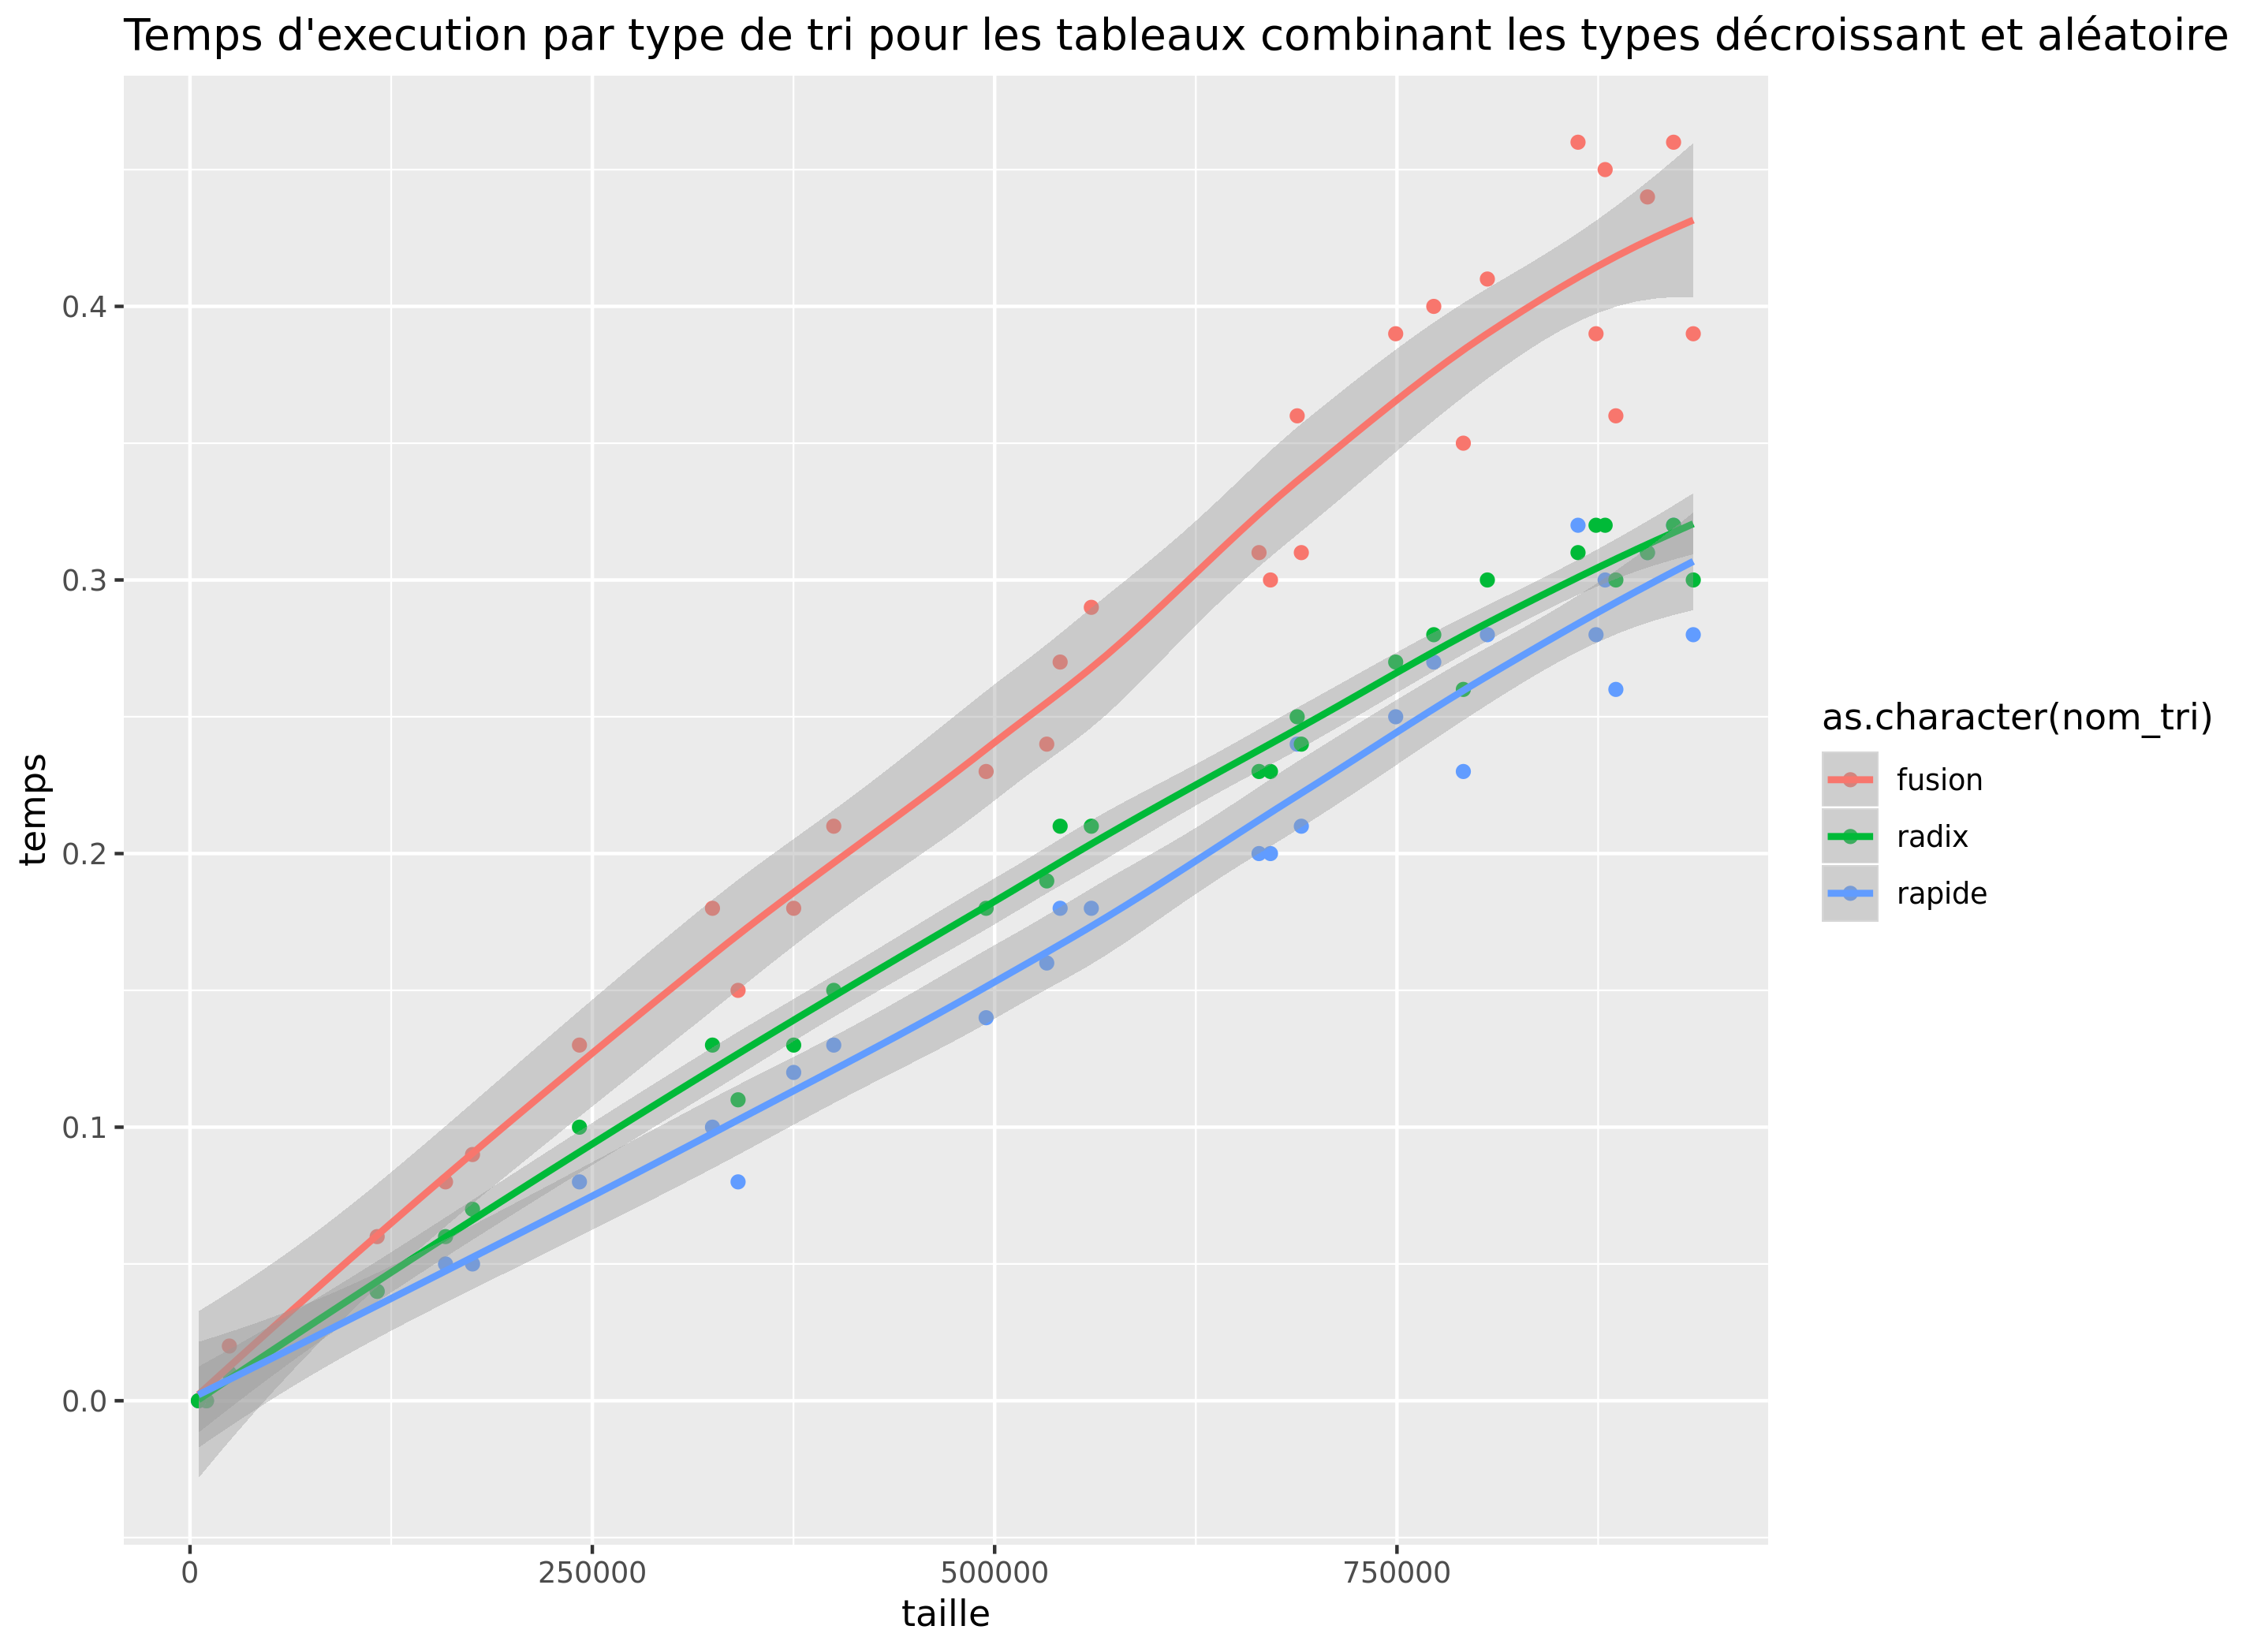 Temps d'execution par type de tri pour les tableaux combinant les types décroissant et aléatoire
temps
0.4
0.3
0.2
0.1
0.0
0
250000
500000
750000
taille
as.character(nom_tri)
fusion
radix
rapide